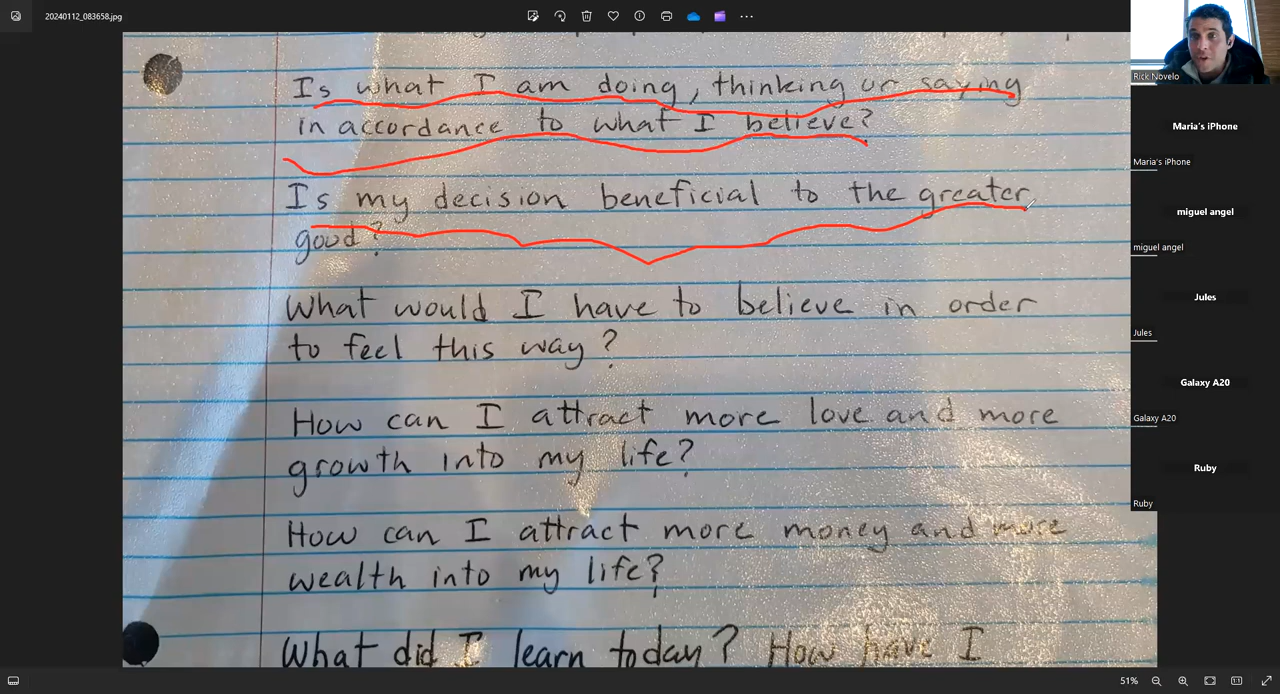 20240112_083658.jpg
Is what I am doing, thinking or saying
in accordance to what I believe?
Is my decision beneficial to the greater
good?
What would I have to believe in order
to feel this way?
How can I attract more love and more
growth into my life?
How can I attract more money and more
wealth into my life?
What did I learn today? How have I
Rick Novelo
Maria's iPhone
Maria's iPhone
miguel angel
miguel angel
Jules
Jules
Galaxy A20
Galaxy A20
Ruby
Ruby
51%